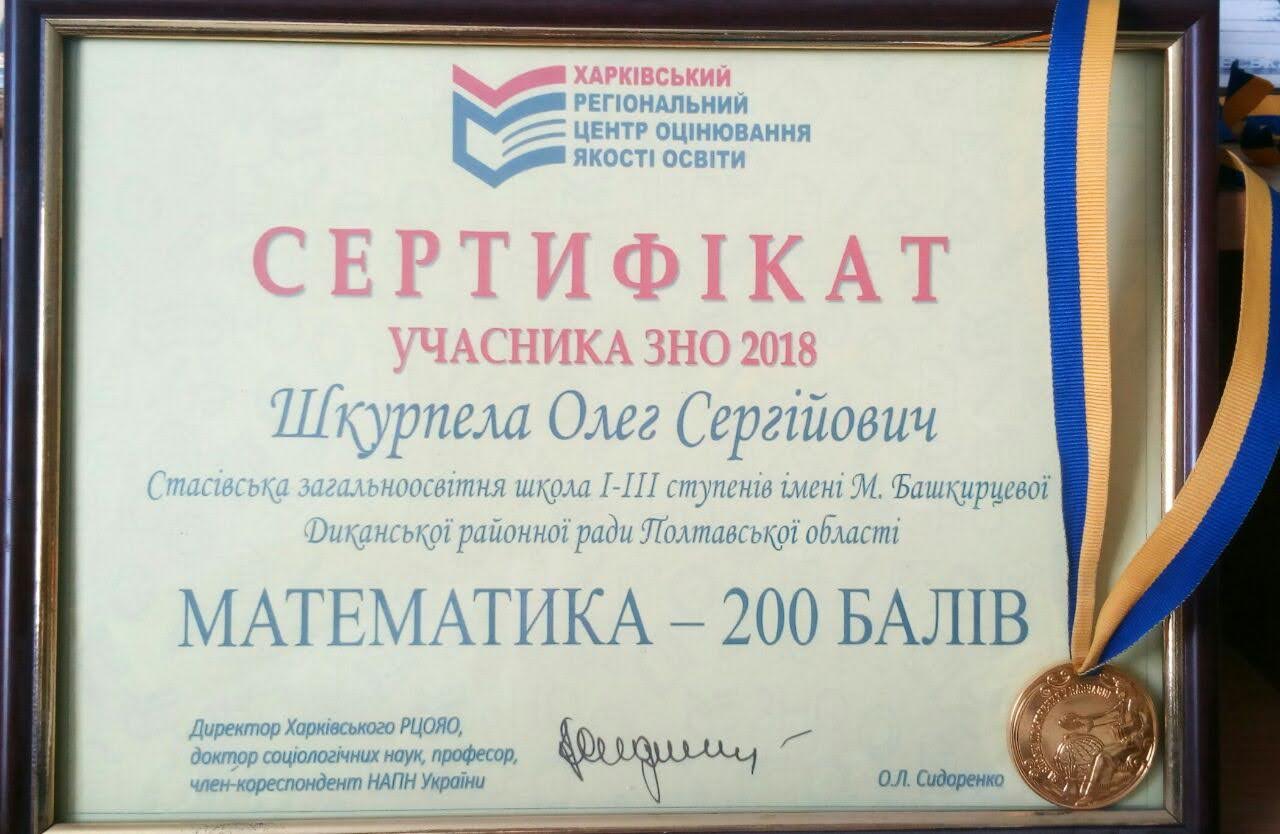 ХАРКІВСЬКИЙ
РЕГІОНАЛЬНИЙ
ЦЕНТР ОЦІНЮВАННЯ
ЯКОСТІ ОСВІТИ
СЕРТИФІКАТ
УЧАСНИКА ЗНО 2018
Шкурпела Олег Сергійович
Стасівська загальноосвітня школа І-ІІІ ступенів імені М. Башкирцевої
Диканської районної ради Полтавської області
МАТЕМАТИКА – 200 БАЛІВ
Директор Харківського РЦОЯО,
доктор соціологічних наук, професор,
член-кореспондент НАПН України
О.Л. Сидоренко